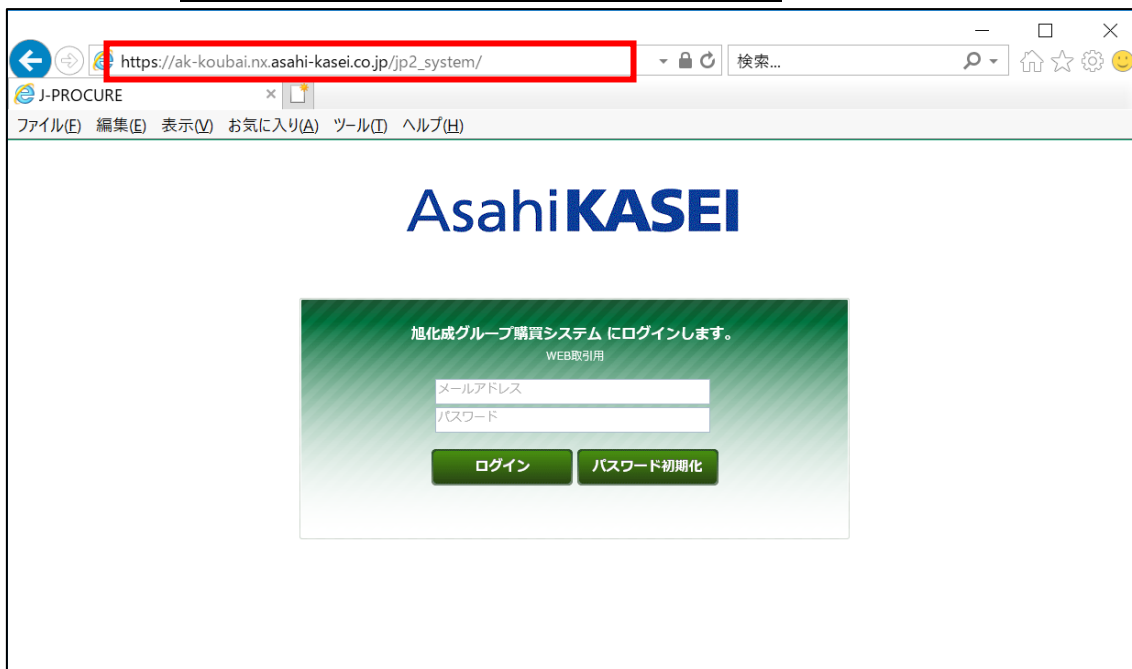 https://ak-koubai.nx.asahi-kasei.co.jp/jp2_system/ 検索...
J-PROCURE
ファイル(F) 編集(E) 表示(V) お気に入り(A) ツール(T) ヘルプ(H)
AsahiKASEI
旭化成グループ購買システム にログインします。
WEB取引用
メールアドレス
パスワード
ログイン パスワード初期化